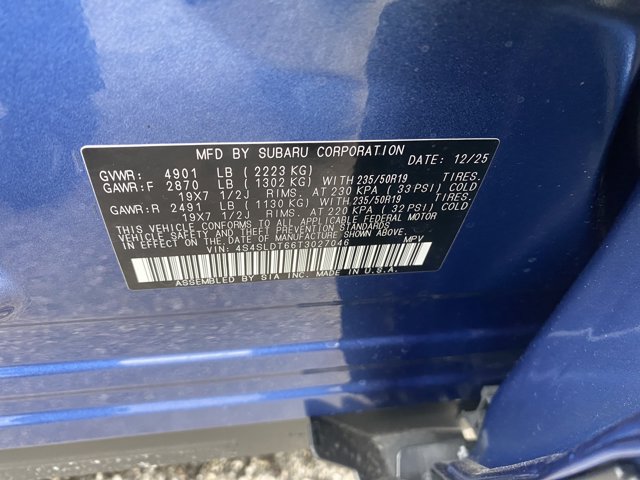 MFD BY SUBARU CORPORATION DATE: 12/25
GVWR: 4901 LB (2223 KG)
GAWR:F 2870 LB (1302 KG) WITH 235/50R19 TIRES.
19X7 1/2J RIMS. AT 230 KPA (33 PSI) COLD.
GAWR:R 2491 LB (1130 KG) WITH 235/50R19 TIRES.
19X7 1/2J RIMS. AT 220 KPA (32 PSI) COLD.
THIS VEHICLE CONFORMS TO ALL APPLICABLE FEDERAL MOTOR
VEHICLE SAFETY AND THEFT PREVENTION STANDARDS
IN EFFECT ON THE DATE OF MANUFACTURE SHOWN ABOVE.
VIN: 4S4SLDT66T3027046 MPV
ASSEMBLED BY SIA INC. MADE IN U.S.A.